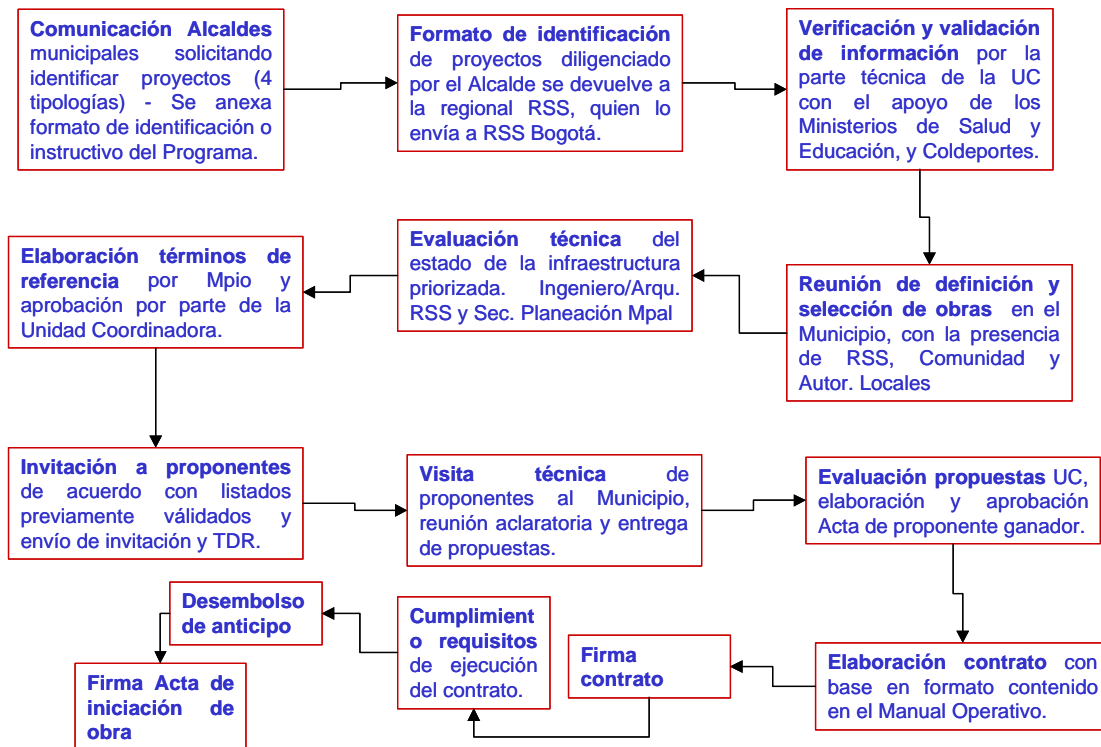 Comunicación Alcaldes
municipales solicitando
identificar proyectos (4
tipologías) - Se anexa
formato de identificación o
instructivo del Programa.
Formato de identificación
de proyectos diligenciado
por el Alcalde se devuelve a
la regional RSS, quien lo
envía a RSS Bogotá.
Verificación y validación
de información por la
parte técnica de la UC
con el apoyo de los
Ministerios de Salud y
Educación, y Coldeportes.
Reunión de definición y
selección de obras en el
Municipio, con la presencia
de RSS, Comunidad y
Autor. Locales
Evaluación técnica del
estado de la infraestructura
priorizada. Ingeniero/Arqu.
RSS y Sec. Planeación Mpal
Elaboración términos de
referencia por Mpio y
aprobación por parte de la
Unidad Coordinadora.
Invitación a proponentes
de acuerdo con listados
previamente válidados y
envío de invitación y TDR.
Visita técnica de
proponentes al Municipio,
reunión aclaratoria y entrega
de propuestas.
Evaluación propuestas UC,
elaboración y aprobación
Acta de proponente ganador.
Elaboración contrato con
base en formato contenido
en el Manual Operativo.
Firma
contrato
Cumplimient
o requisitos
de ejecución
del contrato.
Desembolso
de anticipo
Firma Acta de
iniciación de
obra